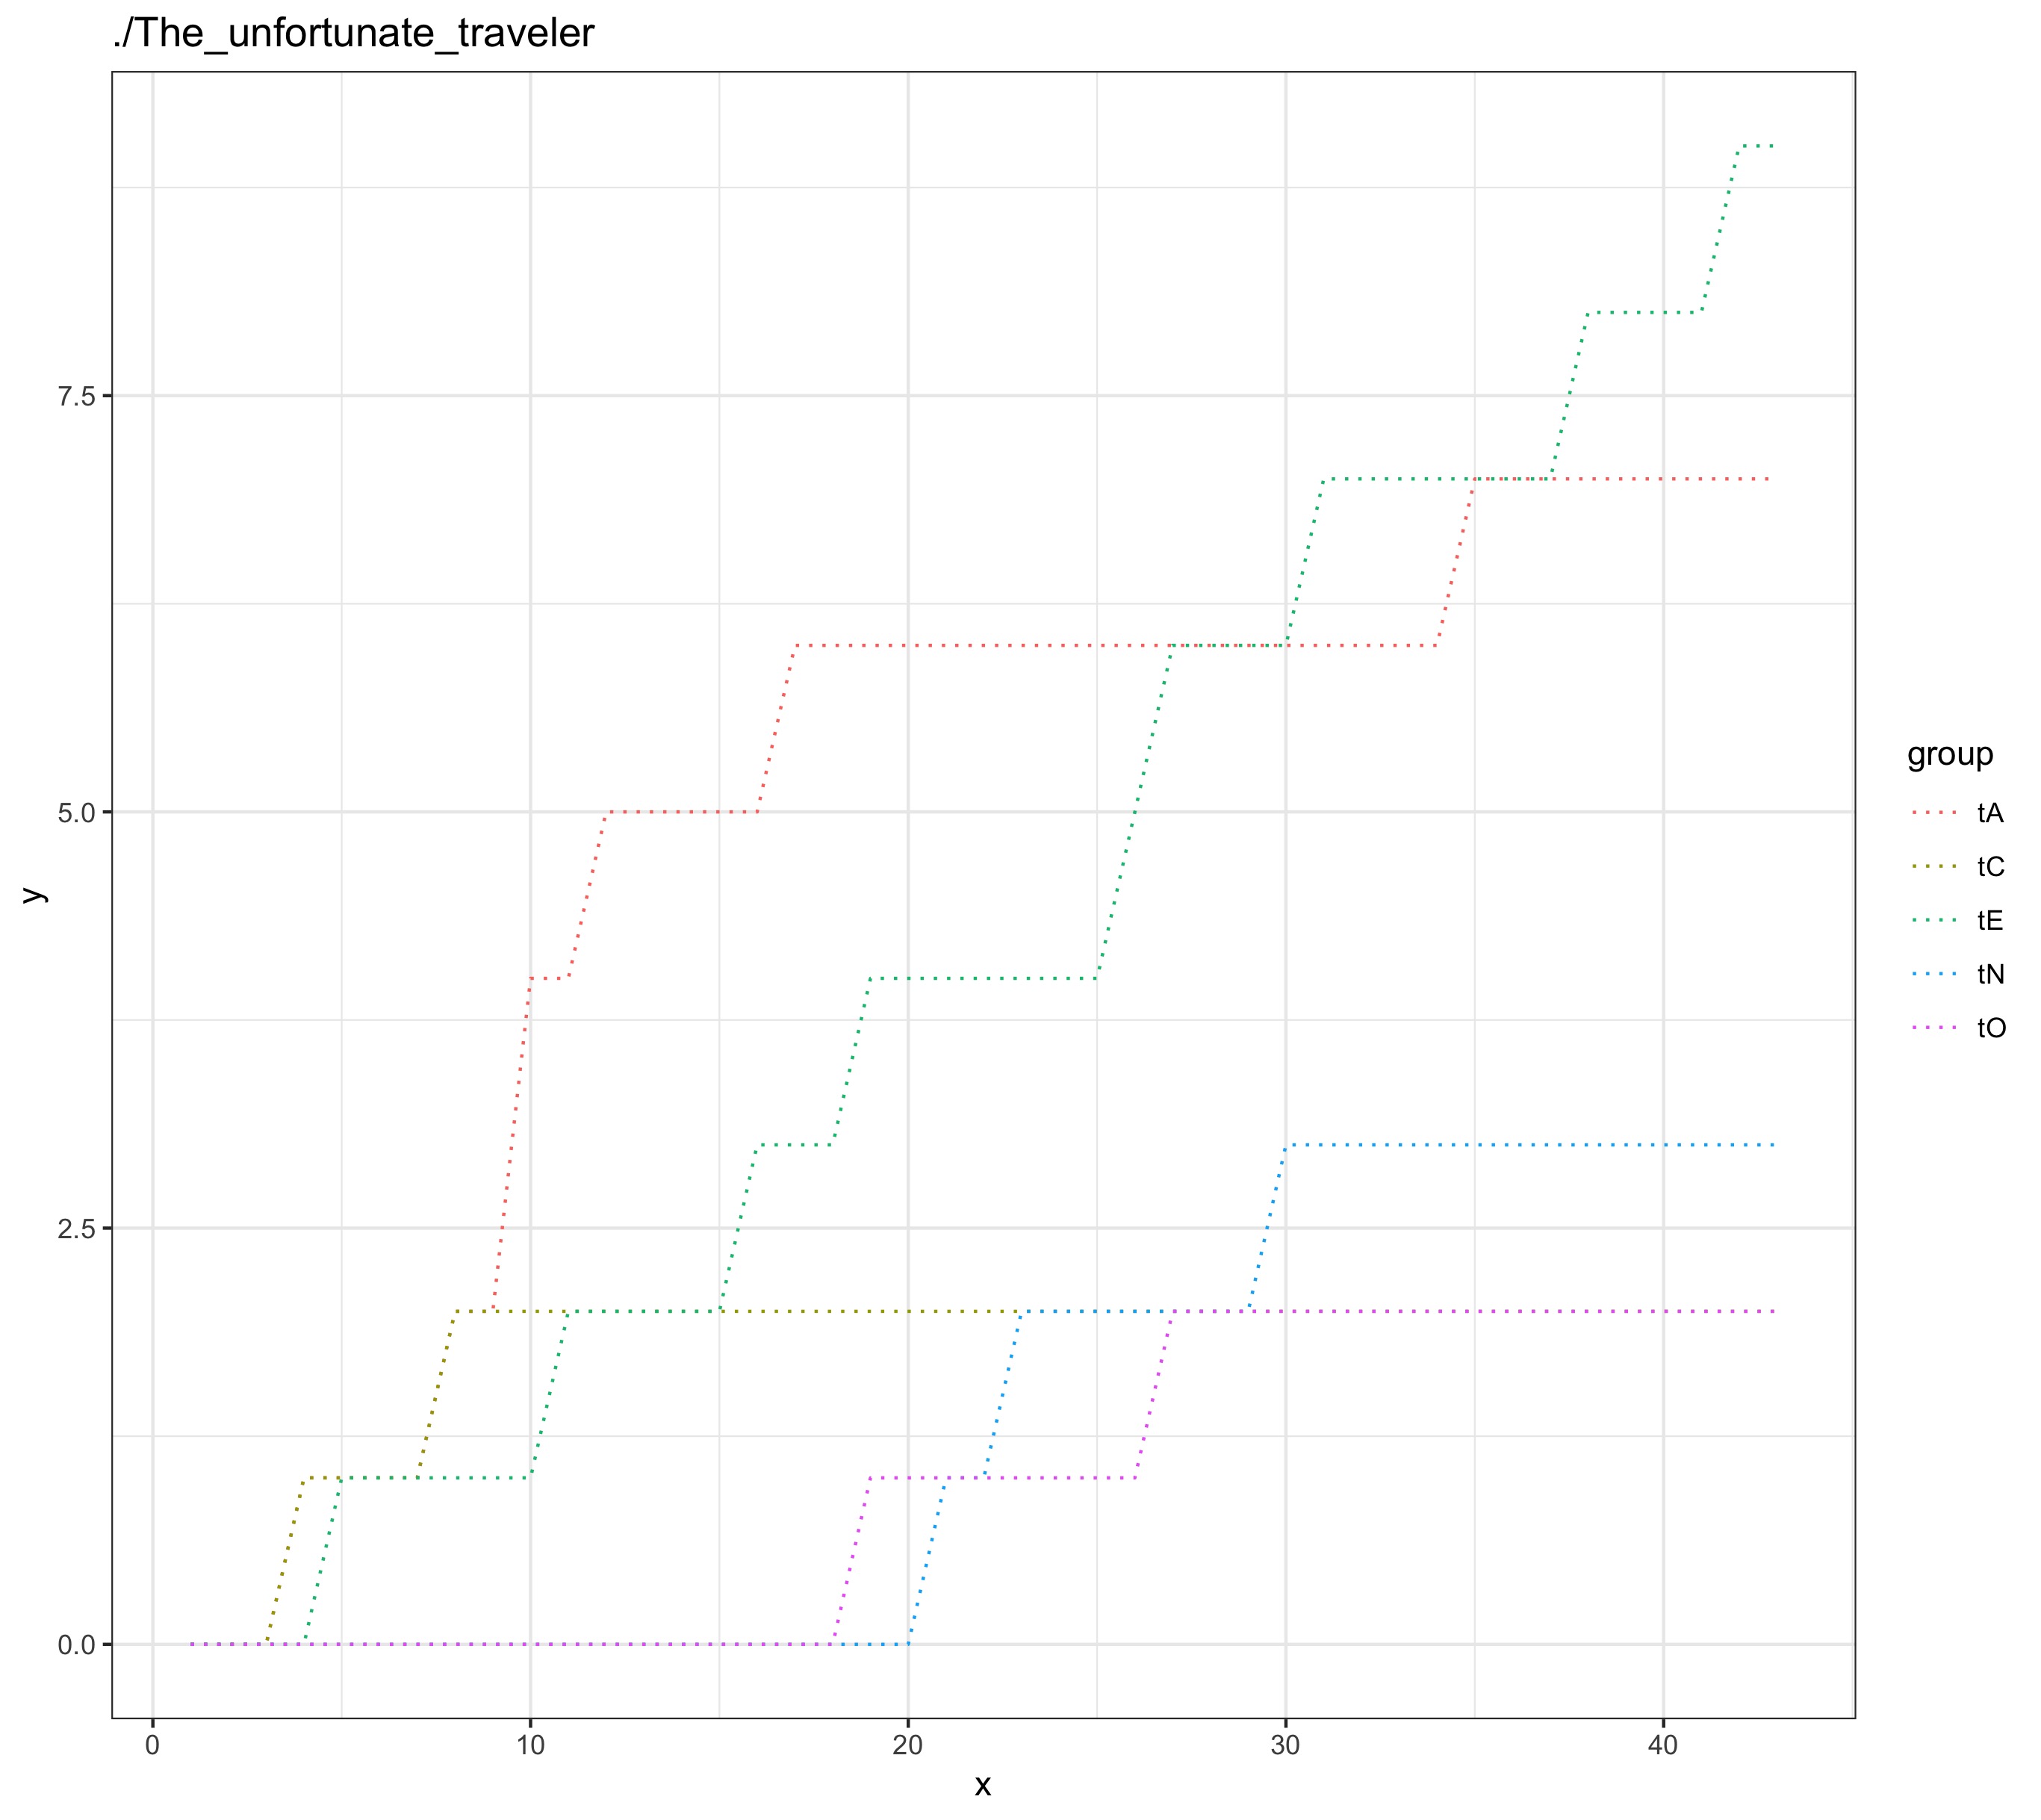 ./The_unfortunate_traveler
7.5
5.0
2.5
0.0
y
0 10 20 30 40
x
group
tA
tC
tE
tN
tO